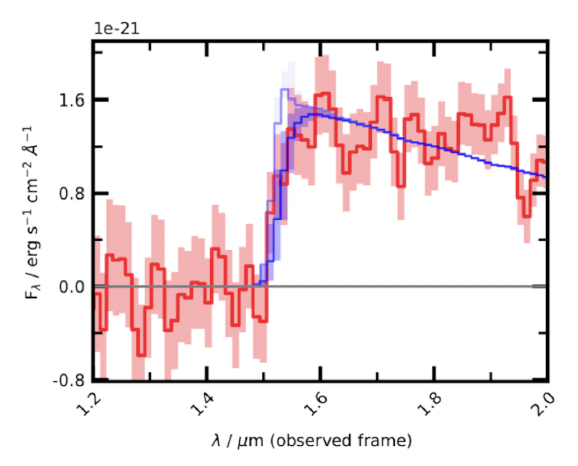 1e-21
1.6
0.8
0.0
-0.8
F_λ / erg s⁻¹ cm⁻² Å⁻¹
1.2 1.4 1.6 1.8 2.0
λ / μm (observed frame)